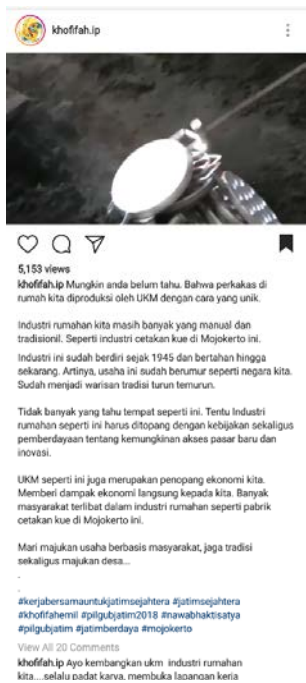 khofifah.ip
5,153 views
khofifah.ip Mungkin anda belum tahu. Bahwa perkakas di
rumah kita diproduksi oleh UKM dengan cara yang unik.
Industri rumahan kita masih banyak yang manual dan
tradisionil. Seperti industri cetakan kue di Mojokerto ini.
Industri ini sudah berdiri sejak 1945 dan bertahan hingga
sekarang. Artinya, usaha ini sudah berumur seperti negara kita.
Sudah menjadi warisan tradisi turun temurun.
Tidak banyak yang tahu tempat seperti ini. Tentu Industri
rumahan seperti ini harus ditopang dengan kebijakan sekaligus
pemberdayaan tentang kemungkinan akses pasar baru dan
inovasi.
UKM seperti ini juga merupakan penopang ekonomi kita.
Memberi dampak ekonomi langsung kepada kita. Banyak
masyarakat terlibat dalam industri rumahan seperti pabrik
cetakan kue di Mojokerto ini.
Mari majukan usaha berbasis masyarakat, jaga tradisi
sekaligus majukan desa...
.
.
#kerjabersamauntukjatimsejahtera #jatimsejahtera
#khofifahemil #pilgubjatim2018 #nawabhaktisatya
#pilgubjatim #jatimberdaya #mojokerto
View All 20 Comments
khofifah.ip Ayo kembangkan ukm industri rumahan
kita....selalu padat karya, membuka lapangan kerja